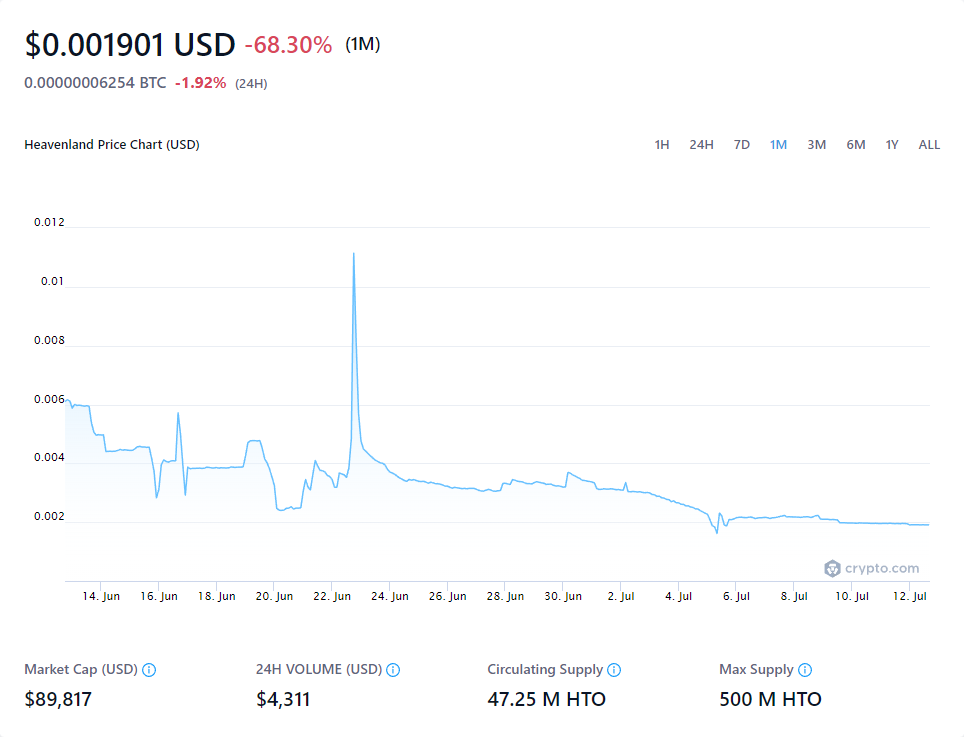 $0.001901 USD -68.30% (1M)
0.00000006254 BTC -1.92% (24H)
Heavenland Price Chart (USD) 1H 24H 7D 1M 3M 6M 1Y ALL
0.012
0.01
0.008
0.006
0.004
0.002
crypto.com
14. Jun 16. Jun 18. Jun 20. Jun 22. Jun 24. Jun 26. Jun 28. Jun 30. Jun 2. Jul 4. Jul 6. Jul 8. Jul 10. Jul 12. Jul
Market Cap (USD) 24H VOLUME (USD) Circulating Supply Max Supply
$89,817 $4,311 47.25 M HTO 500 M HTO